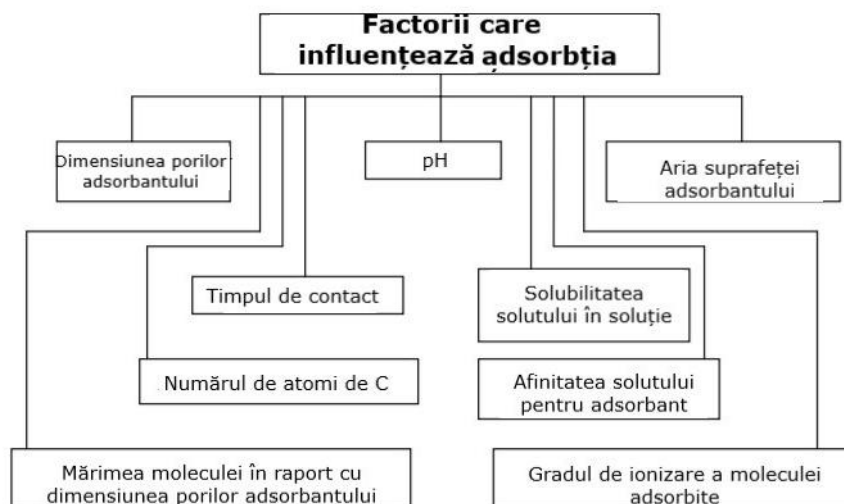 Factorii care
influențează adsorbția
Dimensiunea porilor
adsorbantului
pH
Aria suprafeței
adsorbantului
Timpul de contact
Solubilitatea
solutului în soluție
Numărul de atomi de C
Afinitatea solutului
pentru adsorbant
Mărimea moleculei în raport cu
dimensiunea porilor adsorbantului
Gradul de ionizare a moleculei
adsorbite